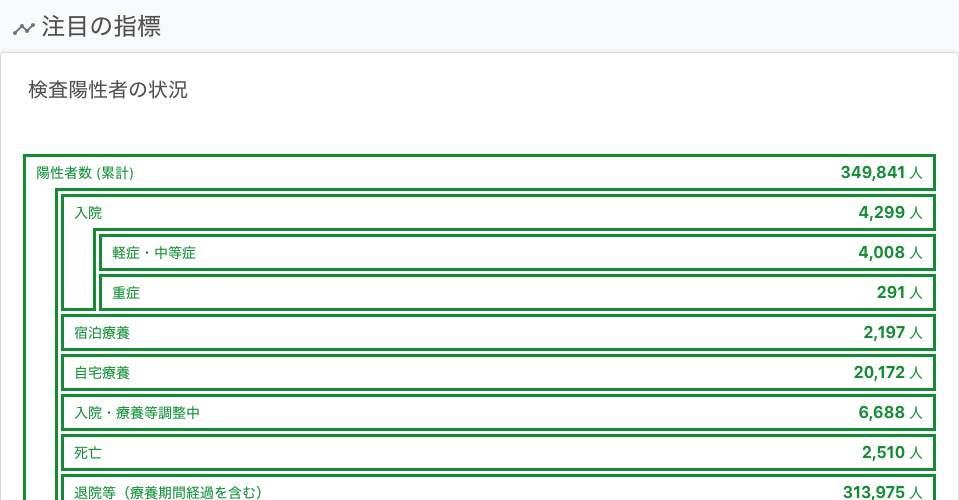 注目の指標
検査陽性者の状況
陽性者数 (累計) 349,841 人
入院 4,299 人
軽症・中等症 4,008 人
重症 291 人
宿泊療養 2,197 人
自宅療養 20,172 人
入院・療養等調整中 6,688 人
死亡 2,510 人
退院等（療養期間経過を含む） 313,975 人